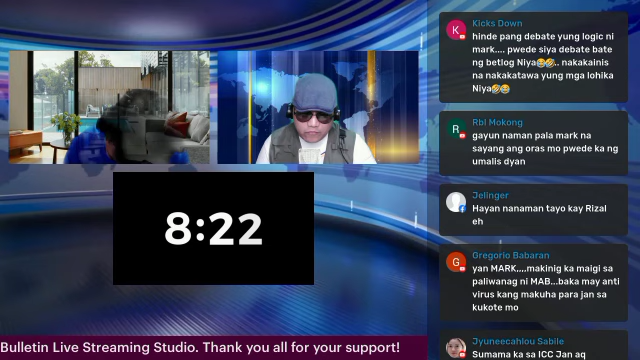 8:22
Bulletin Live Streaming Studio. Thank you all for your support!
Kicks Down
hinde pang debate yung logic ni
mark.... pwede siya debate bate
ng betlog Niya😂🤣.. nakakainis
na nakakatawa yung mga lohika
Niya🤣😂
Rbl Mokong
gayun naman pala mark na
sayang ang oras mo pwede ka ng
umalis dyan
Jelinger
Hayan nanaman tayo kay Rizal
eh
Gregorio Babaran
yan MARK,...makinig ka maigi sa
paliwanag ni MAB...baka may anti
virus kang makuha para jan sa
kukote mo
Jyuneecahlou Sabile
Sumama ka sa ICC Jan aq